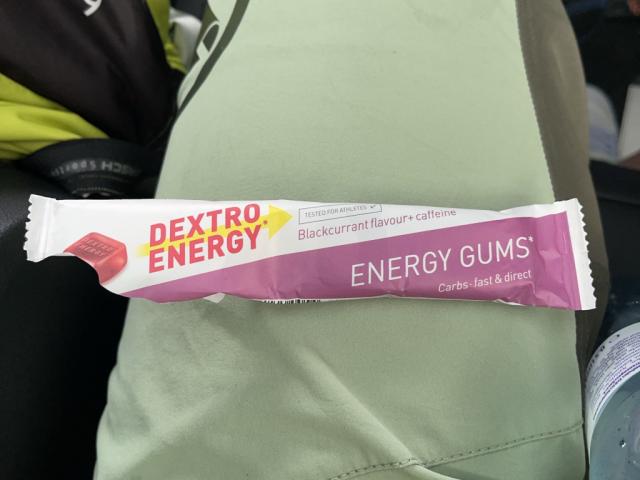 DEXTRO
ENERGY*
TESTED FOR ATHLETES
Blackcurrant flavour + caffeine
ENERGY GUMS*
Carbs - fast & direct